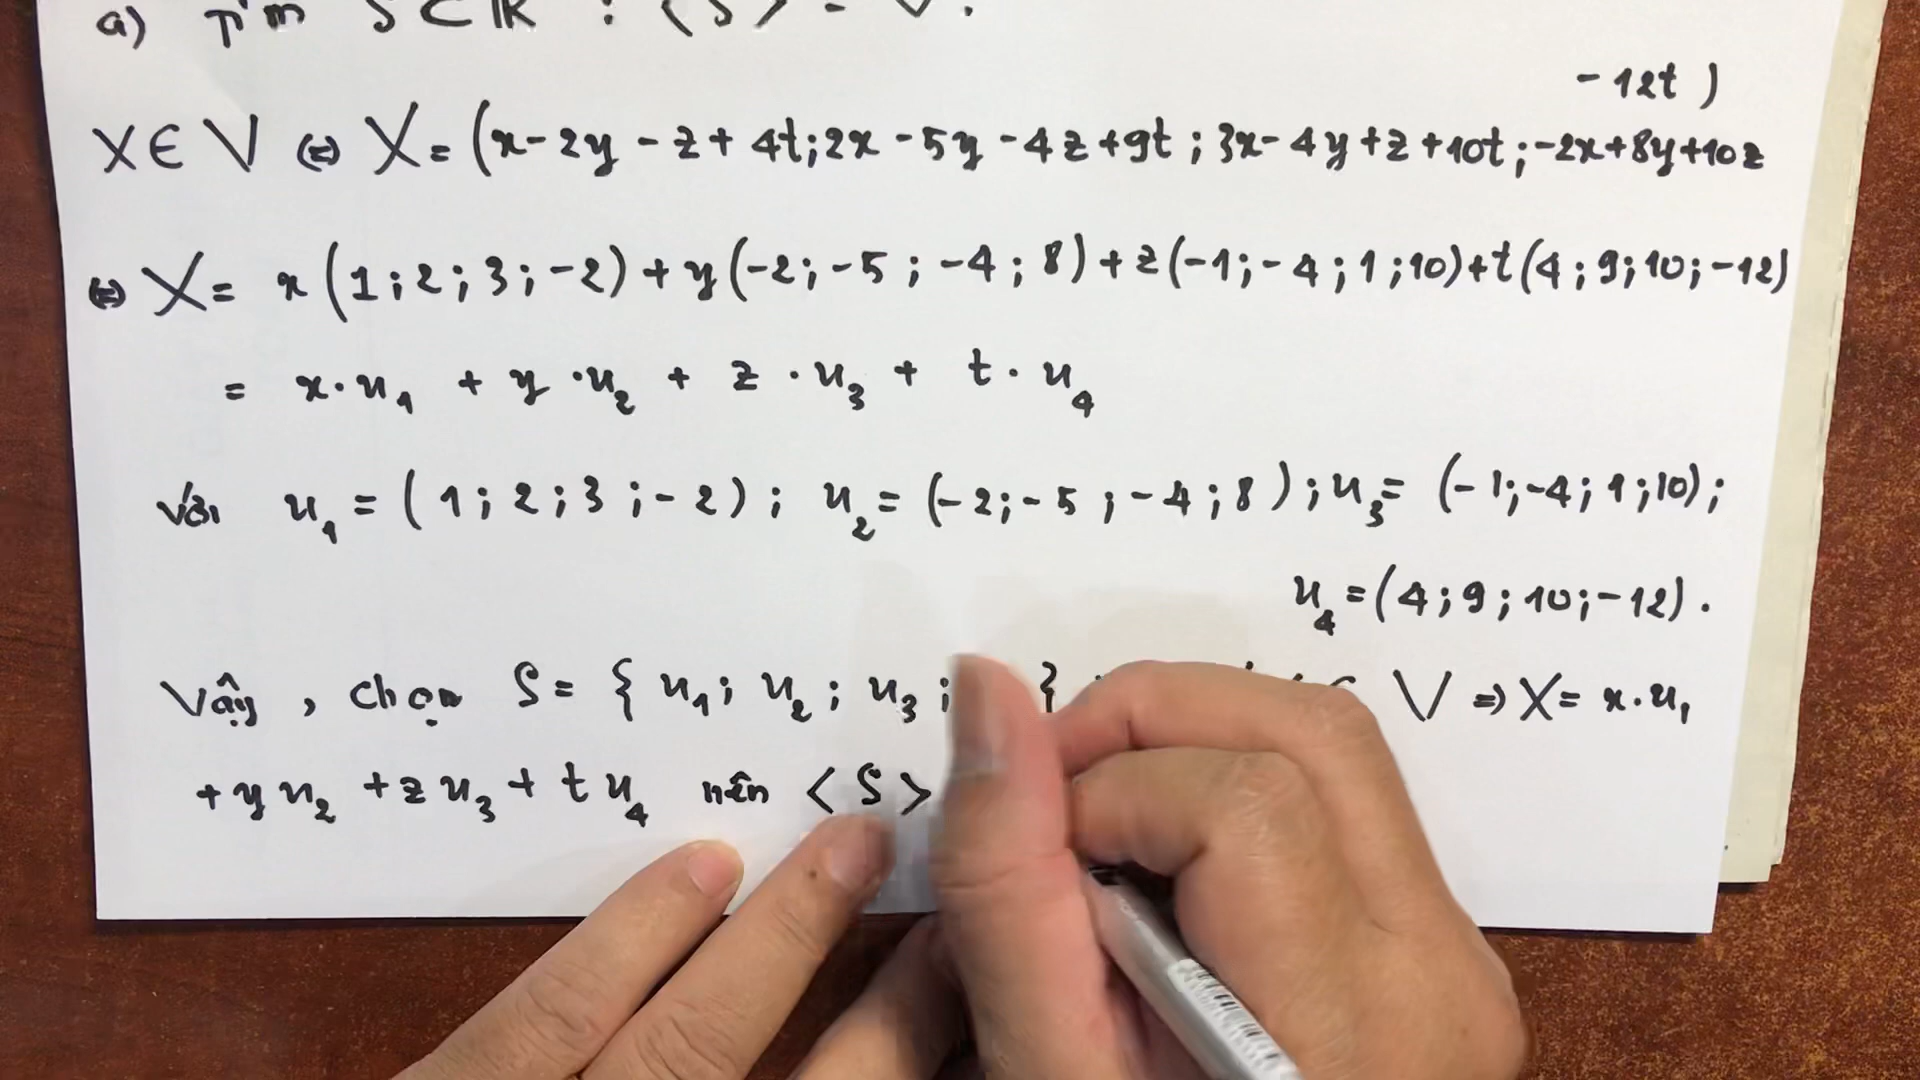 a) Tìm S ⊂ ℝ : <S> = V.
- 12t )
X ∈ V (=) X = (x - 2y - z + 4t; 2x - 5y - 4z + 9t ; 3x - 4y + z + 10t ; -2x + 8y + 10z
(=) X = x (1 ; 2 ; 3 ; -2) + y (-2 ; -5 ; -4 ; 8) + z (-1 ; -4 ; 1 ; 10) + t (4 ; 9 ; 10 ; -12)
= x · u₁ + y · u₂ + z · u₃ + t · u₄
với u₁ = ( 1 ; 2 ; 3 ; -2 ) ; u₂ = (-2 ; -5 ; -4 ; 8 ) ; u₃ = (-1 ; -4 ; 1 ; 10) ;
u₄ = (4 ; 9 ; 10 ; -12) .
Vậy , chọn S = { u₁ ; u₂ ; u₃ ; } V => X = x · u₁
+ y u₂ + z u₃ + t u₄ nên <S>